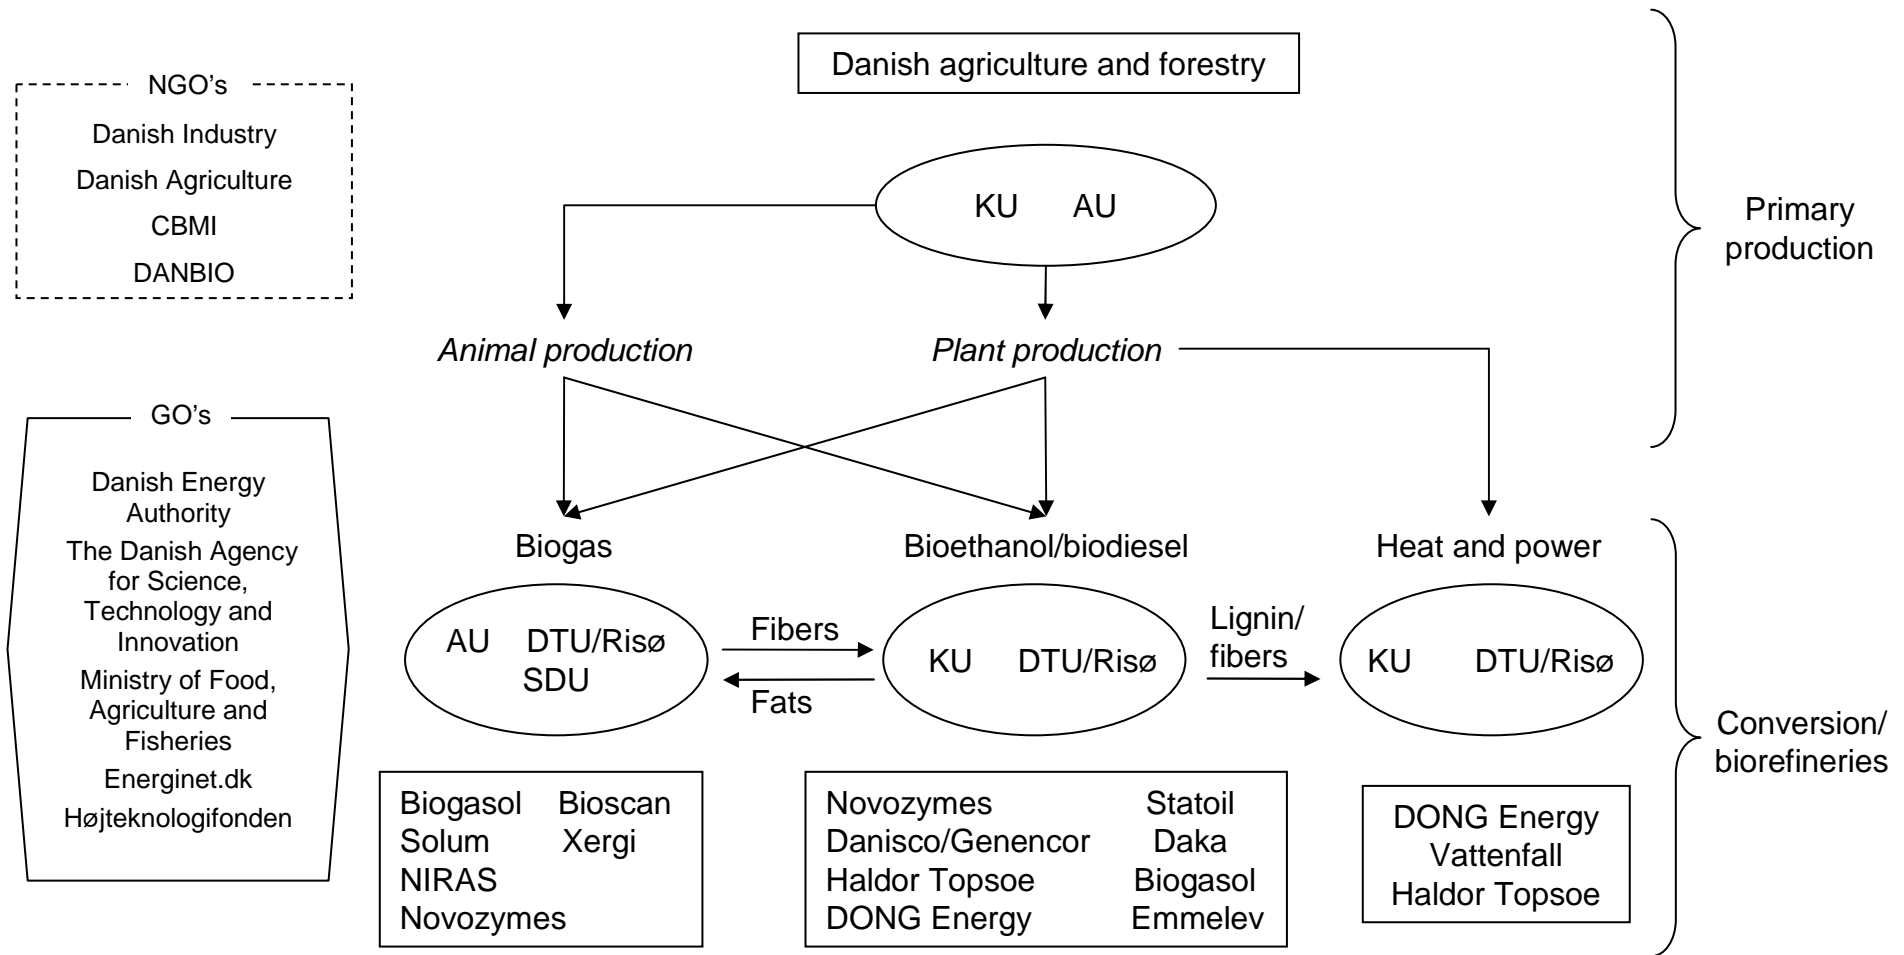 Danish agriculture and forestry
NGO's
Danish Industry
Danish Agriculture
CBMI
DANBIO
KU AU
Primary
production
Animal production
Plant production
GO's
Danish Energy
Authority
The Danish Agency
for Science,
Technology and
Innovation
Ministry of Food,
Agriculture and
Fisheries
Energinet.dk
Højteknologifonden
Biogas
Bioethanol/biodiesel
Heat and power
AU DTU/Risø
SDU
Fibers
Fats
KU DTU/Risø
Lignin/
fibers
KU DTU/Risø
Conversion/
biorefineries
Biogasol Bioscan
Solum Xergi
NIRAS
Novozymes
Novozymes Statoil
Danisco/Genencor Daka
Haldor Topsoe Biogasol
DONG Energy Emmelev
DONG Energy
Vattenfall
Haldor Topsoe